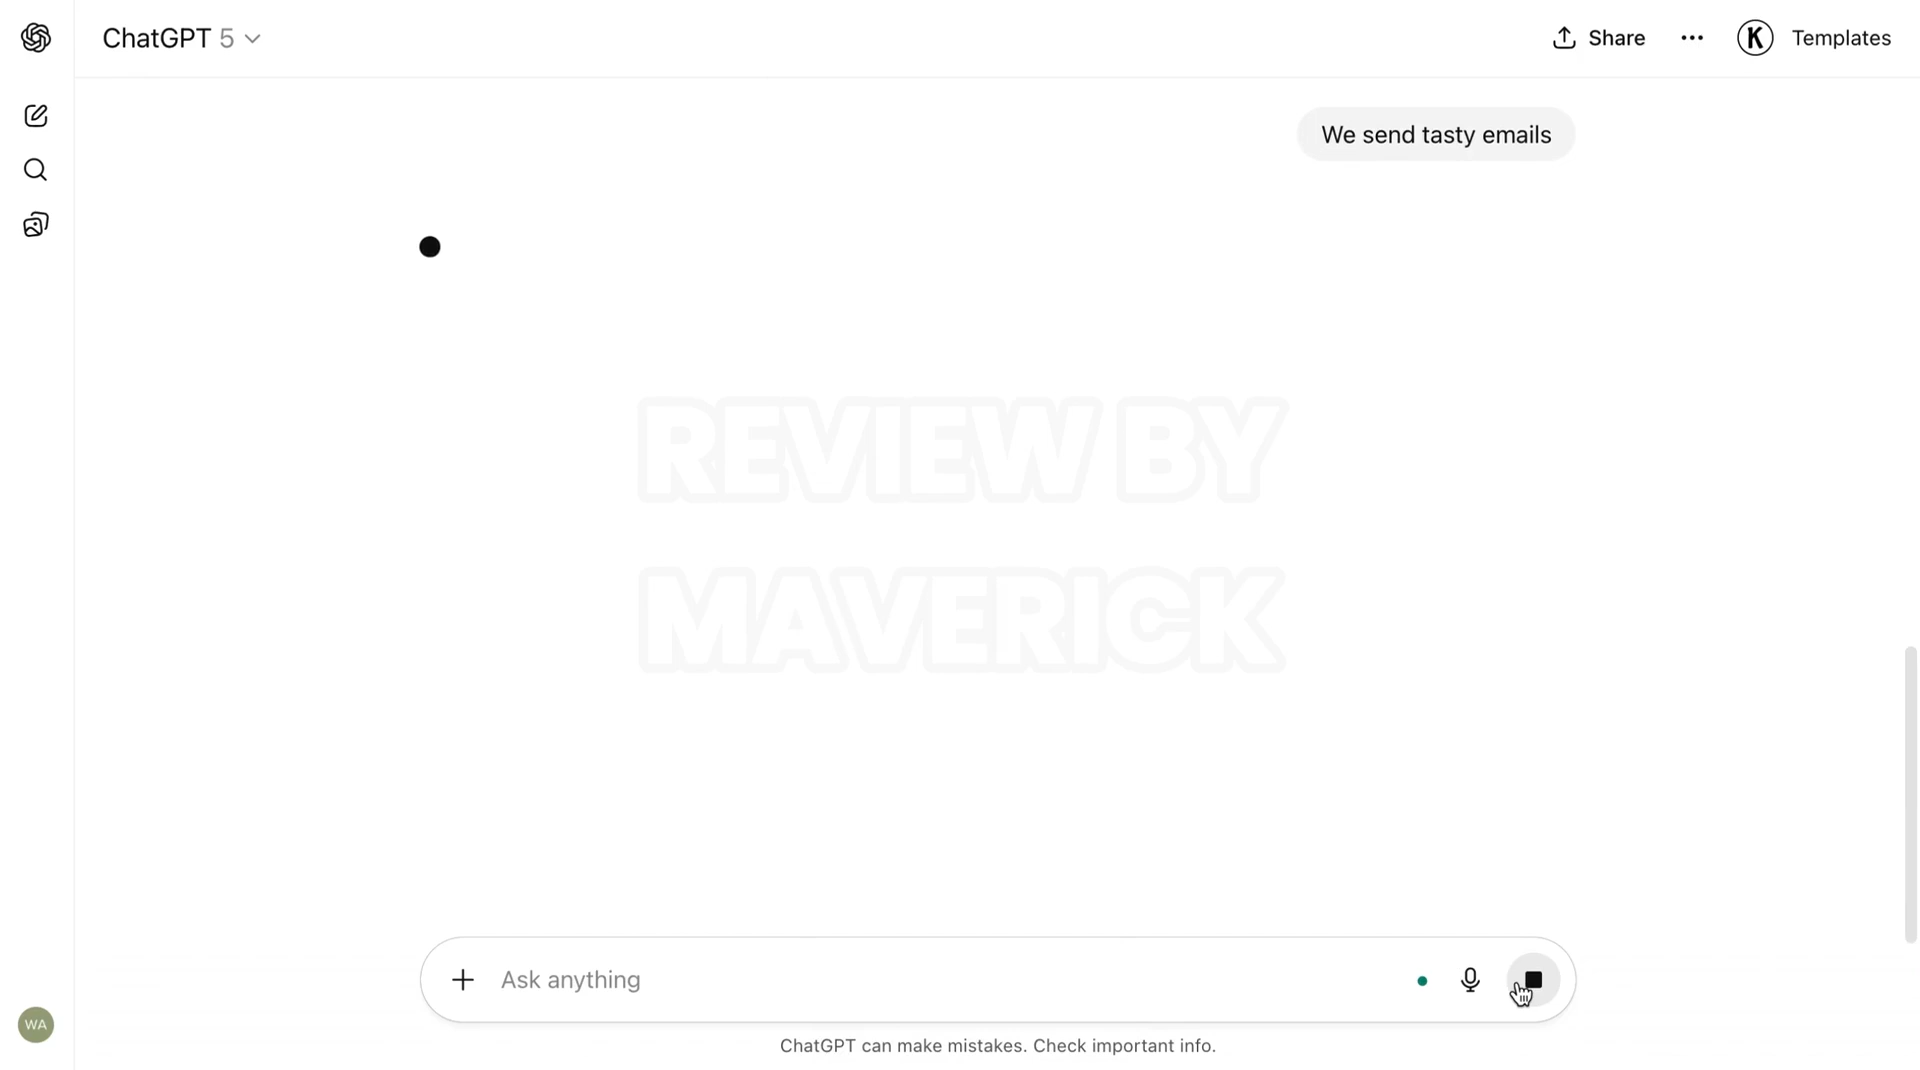 ChatGPT 5
Share
K
Templates
We send tasty emails
REVIEW BY
MAVERICK
Ask anything
WA
ChatGPT can make mistakes. Check important info.